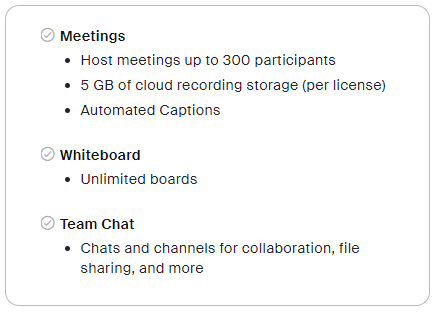 Meetings
Host meetings up to 300 participants
5 GB of cloud recording storage (per license)
Automated Captions
Whiteboard
Unlimited boards
Team Chat
Chats and channels for collaboration, file
sharing, and more